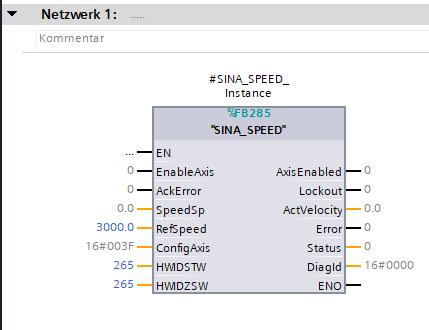 Netzwerk 1: .....
Kommentar
#SINA_SPEED_
Instance
%FB285
"SINA_SPEED"
... EN
0 EnableAxis AxisEnabled 0
0 AckError Lockout 0
0.0 SpeedSp ActVelocity 0.0
3000.0 RefSpeed Error 0
16#003F ConfigAxis Status 0
265 HWIDSTW DiagId 16#0000
265 HWIDZSW ENO